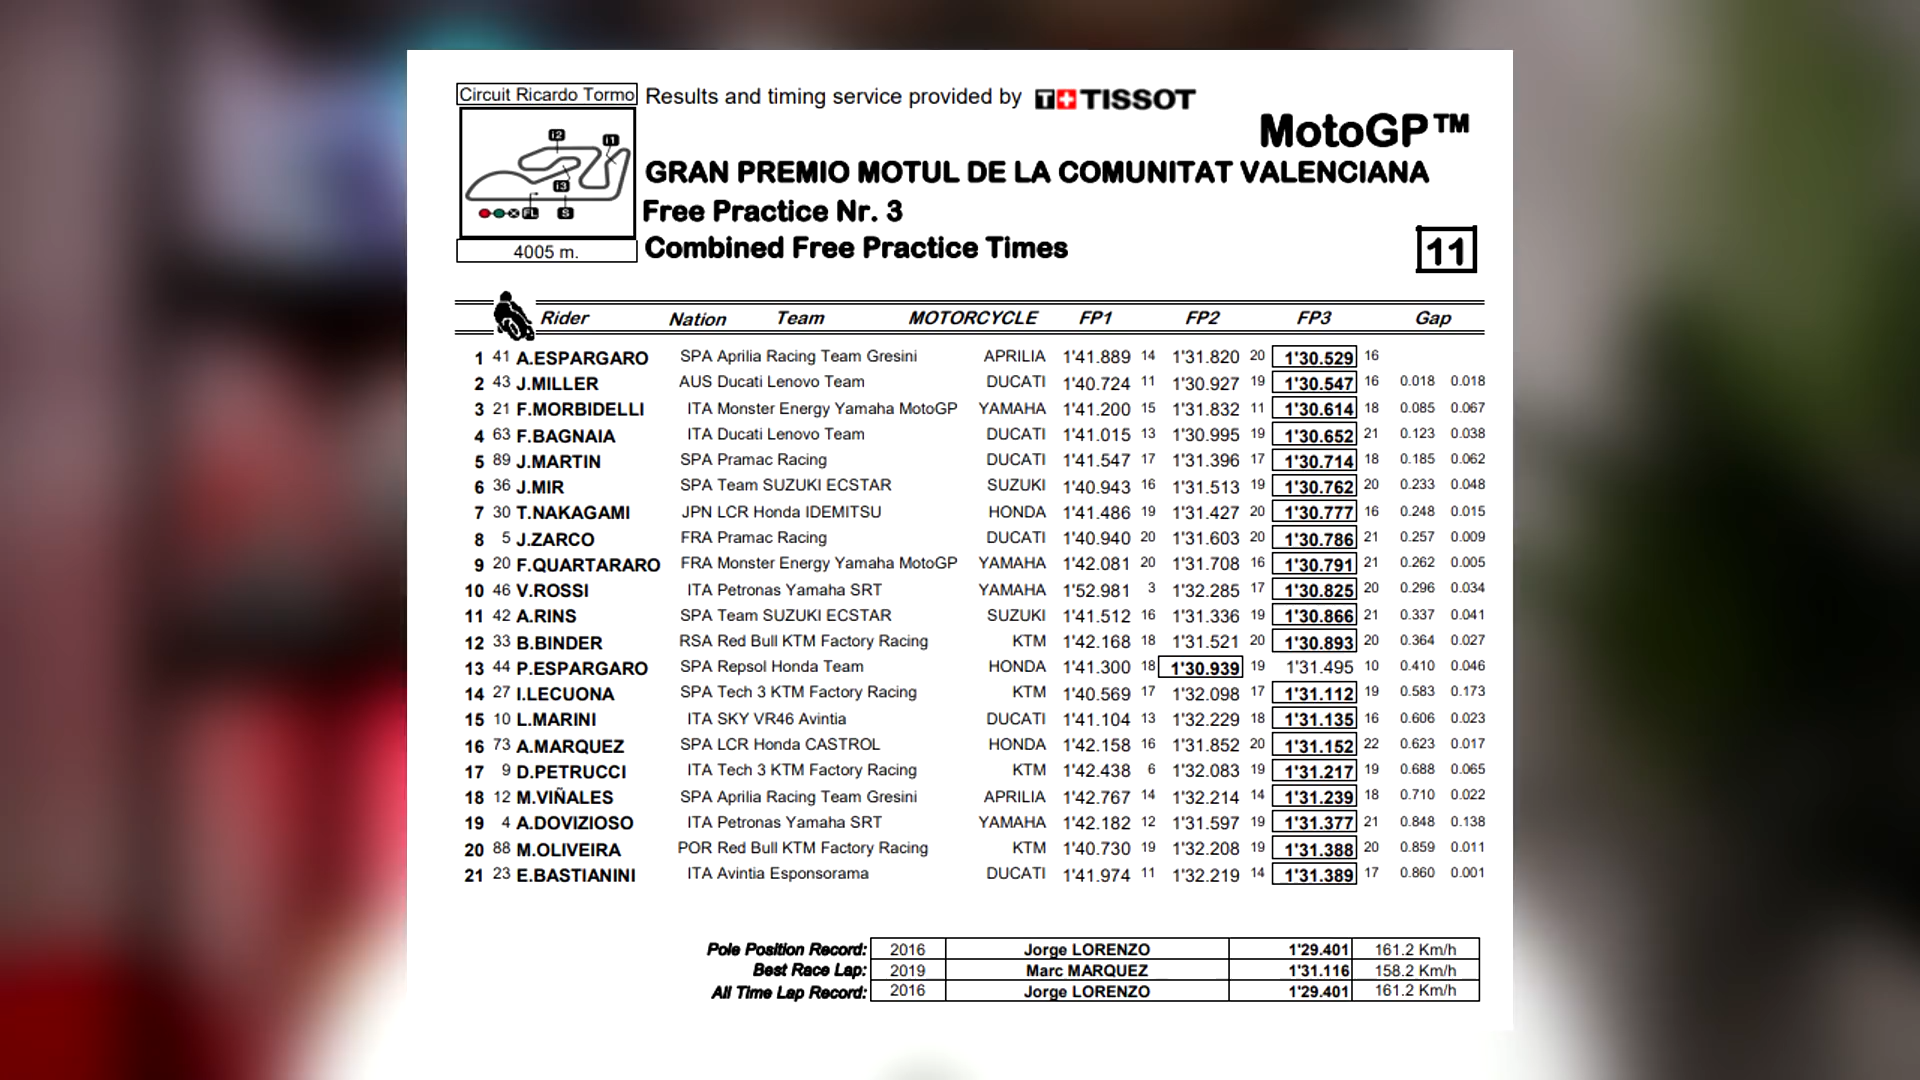 Circuit Ricardo Tormo Results and timing service provided by TISSOT
MotoGP™
I2 I1
GRAN PREMIO MOTUL DE LA COMUNITAT VALENCIANA
I3
Free Practice Nr. 3
FL S
4005 m. Combined Free Practice Times 11
Rider Nation Team MOTORCYCLE FP1 FP2 FP3 Gap
1 41 A.ESPARGARO SPA Aprilia Racing Team Gresini APRILIA 1'41.889 14 1'31.820 20 1'30.529 16
2 43 J.MILLER AUS Ducati Lenovo Team DUCATI 1'40.724 11 1'30.927 19 1'30.547 16 0.018 0.018
3 21 F.MORBIDELLI ITA Monster Energy Yamaha MotoGP YAMAHA 1'41.200 15 1'31.832 11 1'30.614 18 0.085 0.067
4 63 F.BAGNAIA ITA Ducati Lenovo Team DUCATI 1'41.015 13 1'30.995 19 1'30.652 21 0.123 0.038
5 89 J.MARTIN SPA Pramac Racing DUCATI 1'41.547 17 1'31.396 17 1'30.714 18 0.185 0.062
6 36 J.MIR SPA Team SUZUKI ECSTAR SUZUKI 1'40.943 16 1'31.513 19 1'30.762 20 0.233 0.048
7 30 T.NAKAGAMI JPN LCR Honda IDEMITSU HONDA 1'41.486 19 1'31.427 20 1'30.777 16 0.248 0.015
8 5 J.ZARCO FRA Pramac Racing DUCATI 1'40.940 20 1'31.603 20 1'30.786 21 0.257 0.009
9 20 F.QUARTARARO FRA Monster Energy Yamaha MotoGP YAMAHA 1'42.081 20 1'31.708 16 1'30.791 21 0.262 0.005
10 46 V.ROSSI ITA Petronas Yamaha SRT YAMAHA 1'52.981 3 1'32.285 17 1'30.825 20 0.296 0.034
11 42 A.RINS SPA Team SUZUKI ECSTAR SUZUKI 1'41.512 16 1'31.336 19 1'30.866 21 0.337 0.041
12 33 B.BINDER RSA Red Bull KTM Factory Racing KTM 1'42.168 18 1'31.521 20 1'30.893 20 0.364 0.027
13 44 P.ESPARGARO SPA Repsol Honda Team HONDA 1'41.300 18 1'30.939 19 1'31.495 10 0.410 0.046
14 27 I.LECUONA SPA Tech 3 KTM Factory Racing KTM 1'40.569 17 1'32.098 17 1'31.112 19 0.583 0.173
15 10 L.MARINI ITA SKY VR46 Avintia DUCATI 1'41.104 13 1'32.229 18 1'31.135 16 0.606 0.023
16 73 A.MARQUEZ SPA LCR Honda CASTROL HONDA 1'42.158 16 1'31.852 20 1'31.152 22 0.623 0.017
17 9 D.PETRUCCI ITA Tech 3 KTM Factory Racing KTM 1'42.438 6 1'32.083 19 1'31.217 19 0.688 0.065
18 12 M.VIÑALES SPA Aprilia Racing Team Gresini APRILIA 1'42.767 14 1'32.214 14 1'31.239 18 0.710 0.022
19 4 A.DOVIZIOSO ITA Petronas Yamaha SRT YAMAHA 1'42.182 12 1'31.597 19 1'31.377 21 0.848 0.138
20 88 M.OLIVEIRA POR Red Bull KTM Factory Racing KTM 1'40.730 19 1'32.208 19 1'31.388 20 0.859 0.011
21 23 E.BASTIANINI ITA Avintia Esponsorama DUCATI 1'41.974 11 1'32.219 14 1'31.389 17 0.860 0.001
Pole Position Record: 2016 Jorge LORENZO 1'29.401 161.2 Km/h
Best Race Lap: 2019 Marc MARQUEZ 1'31.116 158.2 Km/h
All Time Lap Record: 2016 Jorge LORENZO 1'29.401 161.2 Km/h